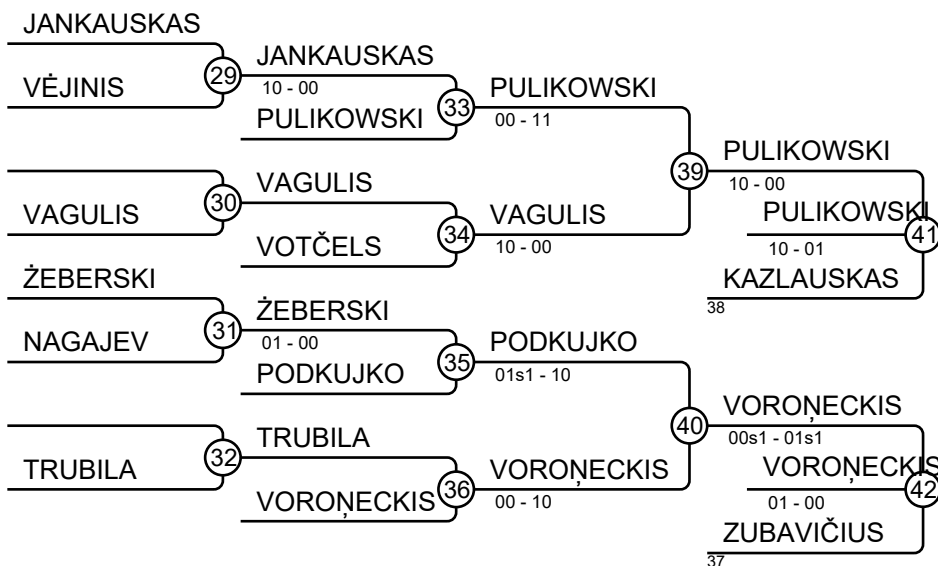 JANKAUSKAS
29
JANKAUSKAS
10 - 00
VĖJINIS
33
PULIKOWSKI
00 - 11
PULIKOWSKI
39
PULIKOWSKI
10 - 00
30
VAGULIS
VAGULIS
34
VAGULIS
10 - 00
VOTČELS
PULIKOWSKI
10 - 01
41
KAZLAUSKAS
38
ŻEBERSKI
31
ŻEBERSKI
01 - 00
NAGAJEV
35
PODKUJKO
01s1 - 10
PODKUJKO
40
VOROŅECKIS
00s1 - 01s1
32
TRUBILA
TRUBILA
36
VOROŅECKIS
00 - 10
VOROŅECKIS
VOROŅECKIS
01 - 00
42
ZUBAVIČIUS
37